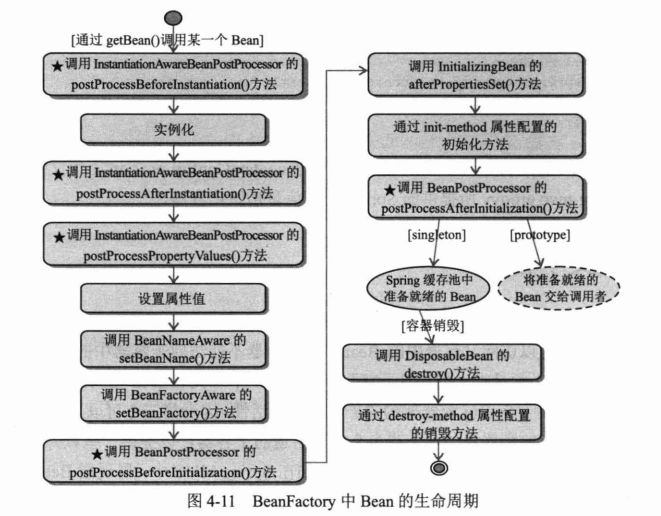 [通过 getBean()调用某一个 Bean]
★调用 InstantiationAwareBeanPostProcessor 的
postProcessBeforeInstantiation()方法
实例化
★调用 InstantiationAwareBeanPostProcessor 的
postProcessAfterInstantiation()方法
★调用 InstantiationAwareBeanPostProcessor 的
postProcessPropertyValues()方法
设置属性值
调用 BeanNameAware 的
setBeanName()方法
调用 BeanFactoryAware 的
setBeanFactory()方法
★调用 BeanPostProcessor 的
postProcessBeforeInitialization()方法
调用 InitializingBean 的
afterPropertiesSet()方法
通过 init-method 属性配置的
初始化方法
★调用 BeanPostProcessor 的
postProcessAfterInitialization()方法
[singleton]
[prototype]
Spring 缓存池中
准备就绪的 Bean
将准备就绪的
Bean 交给调用者
[容器销毁]
调用 DisposableBean 的
destroy()方法
通过 destroy-method 属性配置
的销毁方法
图 4-11 BeanFactory 中 Bean 的生命周期